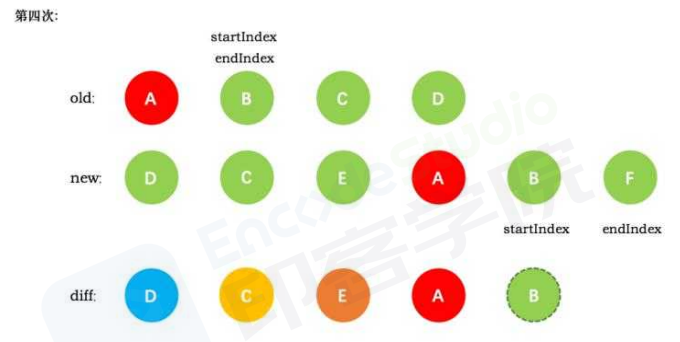 第四次:
startIndex
endIndex
old: A B C D
new: D C E A B F
startIndex endIndex
diff: D C E A B
EncodeStudio
印客学院